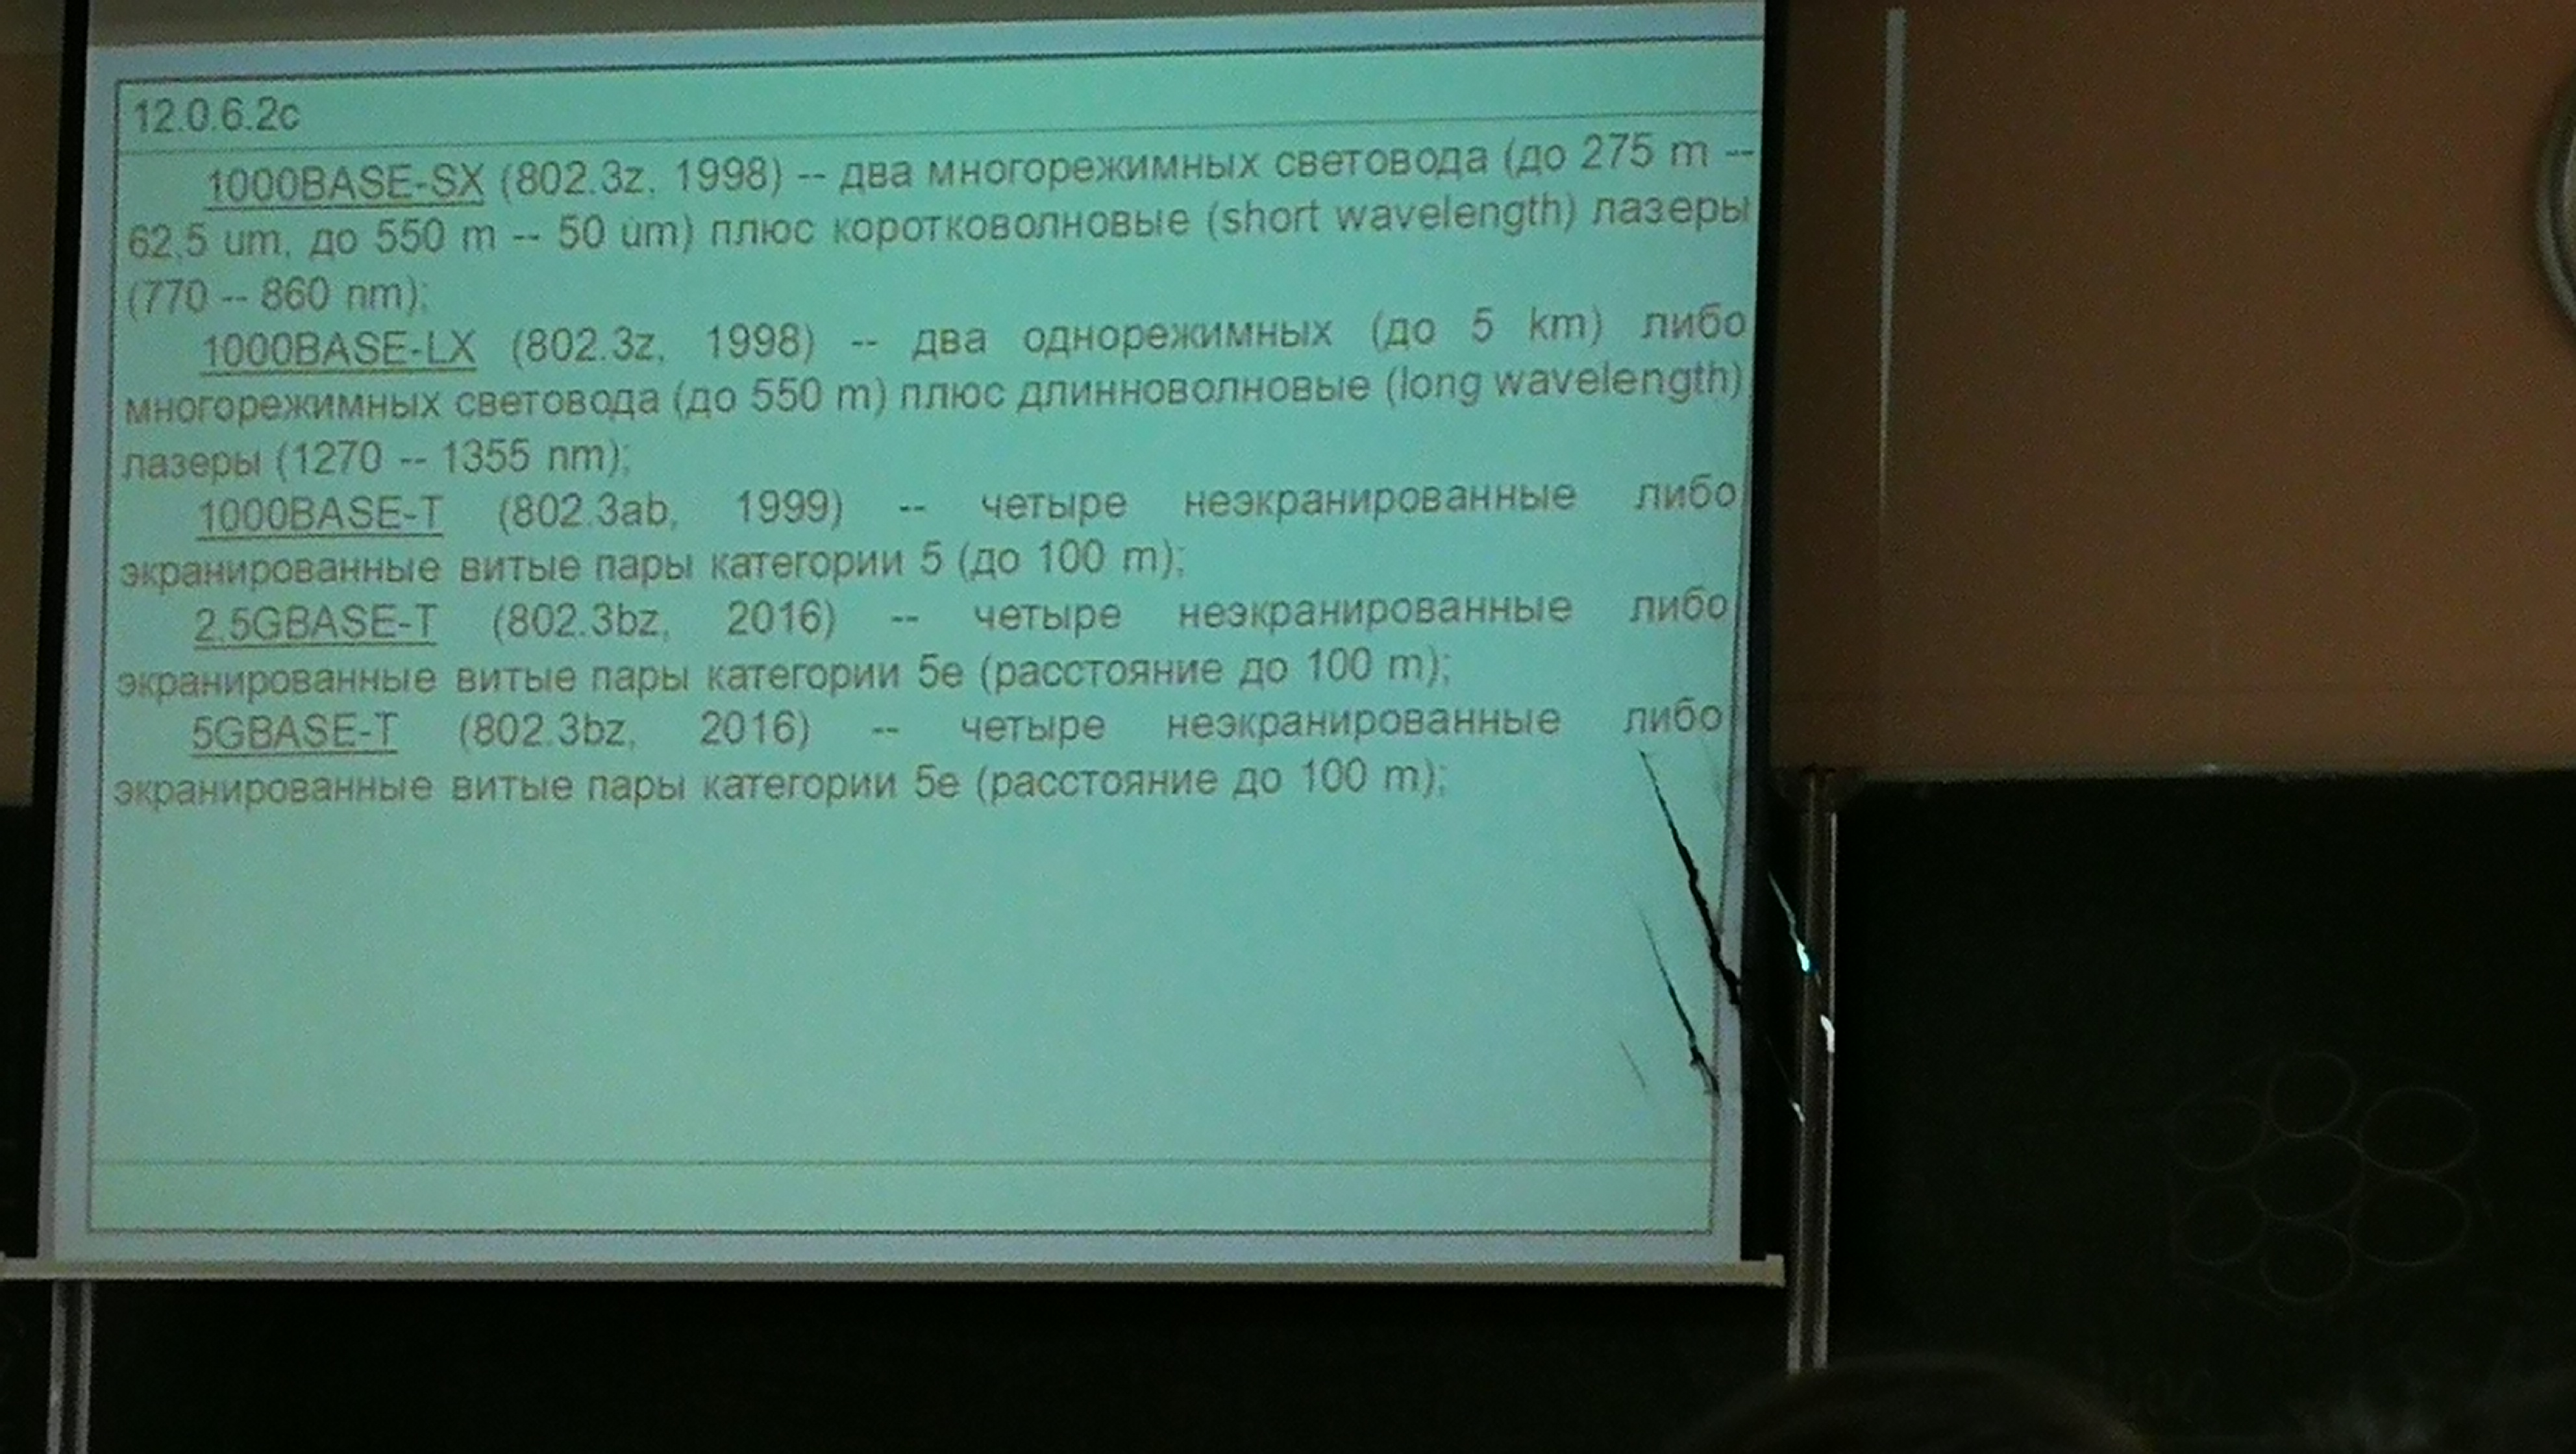 12.0.6.2c
1000BASE-SX (802.3z, 1998) -- два многорежимных световода (до 275 m --
62,5 um, до 550 m -- 50 um) плюс коротковолновые (short wavelength) лазеры
(770 -- 860 nm);
1000BASE-LX (802.3z, 1998) -- два однорежимных (до 5 km) либо
многорежимных световода (до 550 m) плюс длинноволновые (long wavelength)
лазеры (1270 -- 1355 nm);
1000BASE-T (802.3ab, 1999) -- четыре неэкранированные либо
экранированные витые пары категории 5 (до 100 m);
2.5GBASE-T (802.3bz, 2016) -- четыре неэкранированные либо
экранированные витые пары категории 5e (расстояние до 100 m);
5GBASE-T (802.3bz, 2016) -- четыре неэкранированные либо
экранированные витые пары категории 5e (расстояние до 100 m);